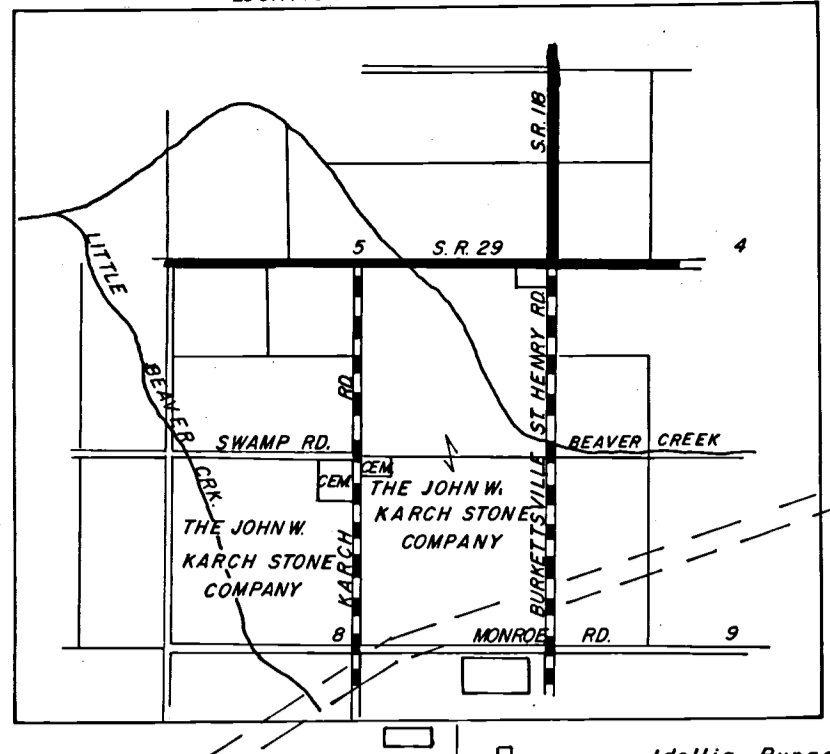 S.R. 118
5
S.R. 29
4
LITTLE
BEAVER
CRK.
RD
KARCH
BURKETTSVILLE ST HENRY RD.
SWAMP RD.
BEAVER CREEK
CEM.
CEM.
THE JOHN W.
KARCH STONE
COMPANY
THE JOHN W.
KARCH STONE
COMPANY
8
MONROE RD.
9